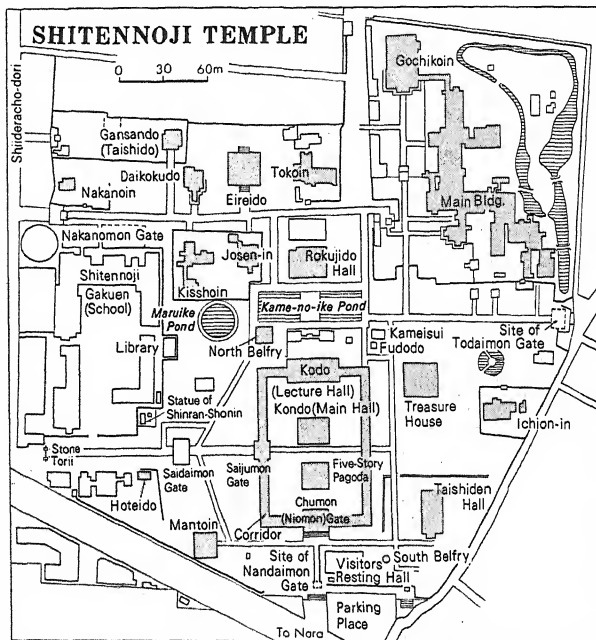 SHITENNOJI TEMPLE
0 30 60m
Shiideracho-dori
Gochikoin
Gansando
(Taishido)
Daikokudo
Nakanoin
Eireido
Tokoin
Main Bldg.
Nakanomon Gate
Shitennoji
Gakuen
(School)
Josen-in
Kisshoin
Rokujido
Hall
Maruike
Pond
Kame-no-ike Pond
North Belfry
Library
Kameisui
Fudodo
Site of
Todaimon Gate
Kodo
(Lecture Hall)
Kondo(Main Hall)
Treasure
House
Ichion-in
Statue of
Shinran-Shonin
Stone
Torii
Saidaimon
Gate
Saijumon
Gate
Five-Story
Pagoda
Hoteido
Chumon
(Niomon)Gate
Taishiden
Hall
Mantoin
Corridor
Site of
Nandaimon
Gate
Visitors
Resting Hall
South Belfry
Parking
Place
To Nara